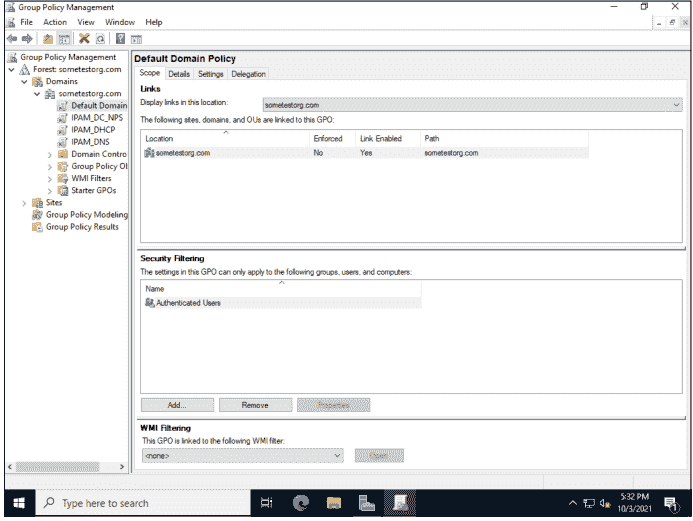 Group Policy Management
File Action View Window Help
Group Policy Management
Forest: sometestorg.com
Domains
sometestorg.com
Default Domain
IPAM_DC_NPS
IPAM_DHCP
IPAM_DNS
Domain Contro
Group Policy Ob
WMI Filters
Starter GPOs
Sites
Group Policy Modeling
Group Policy Results
Default Domain Policy
Scope Details Settings Delegation
Links
Display links in this location: sometestorg.com
The following sites, domains, and OUs are linked to this GPO:
Location Enforced Link Enabled Path
sometestorg.com No Yes sometestorg.com
Security Filtering
The settings in this GPO can only apply to the following groups, users, and computers:
Name
Authenticated Users
Add... Remove Properties
WMI Filtering
This GPO is linked to the following WMI filter:
<none> Open
Type here to search
5:32 PM
10/3/2021